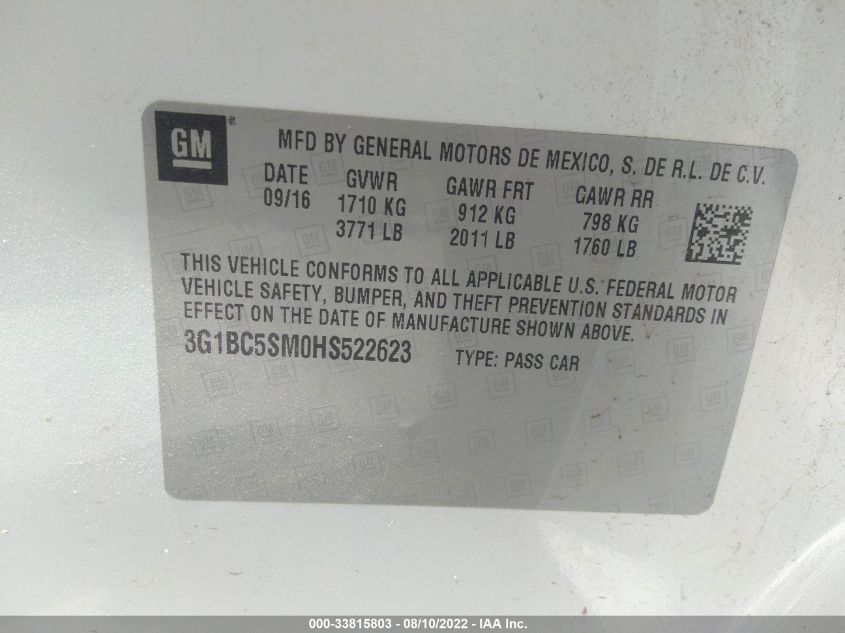 GM ®
MFD BY GENERAL MOTORS DE MEXICO, S. DE R.L. DE C.V.
DATE GVWR GAWR FRT GAWR RR
09/16 1710 KG 912 KG 798 KG
3771 LB 2011 LB 1760 LB
THIS VEHICLE CONFORMS TO ALL APPLICABLE U.S. FEDERAL MOTOR
VEHICLE SAFETY, BUMPER, AND THEFT PREVENTION STANDARDS IN
EFFECT ON THE DATE OF MANUFACTURE SHOWN ABOVE.
3G1BC5SM0HS522623 TYPE: PASS CAR
000-33815803 - 08/10/2022 - IAA Inc.